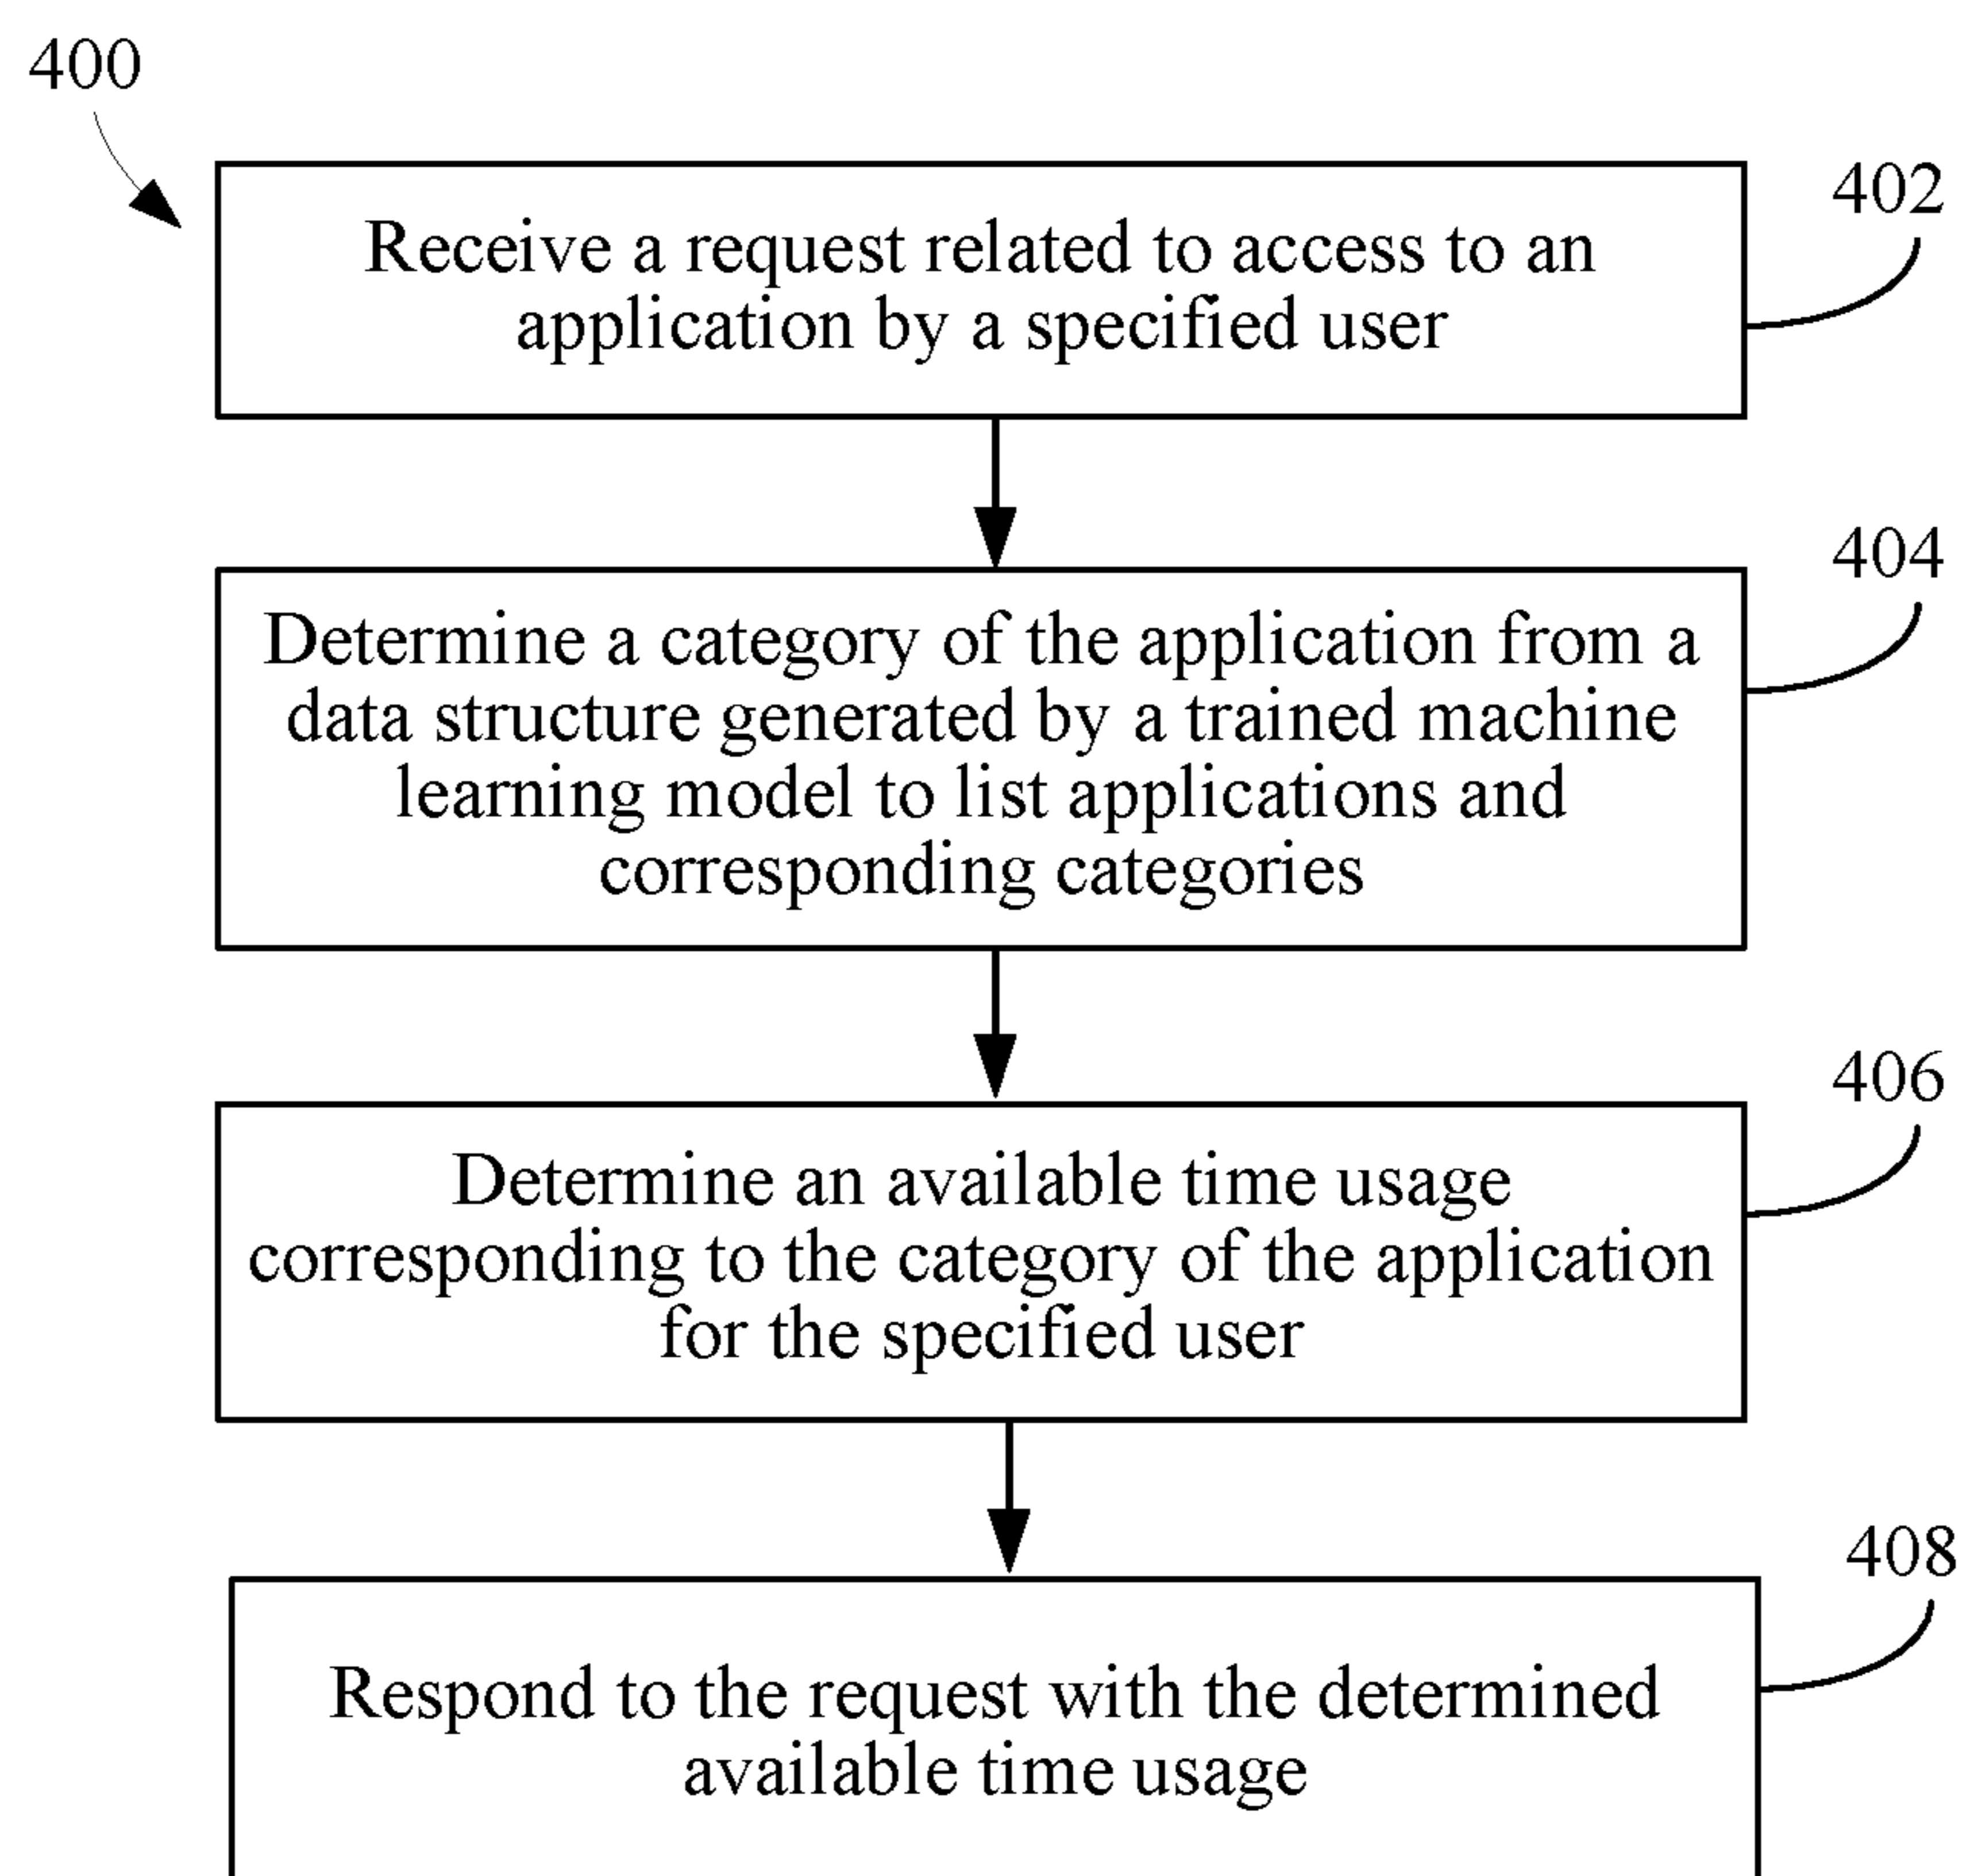 400
402
Receive a request related to access to an
application by a specified user
404
Determine a category of the application from a
data structure generated by a trained machine
learning model to list applications and
corresponding categories
406
Determine an available time usage
corresponding to the category of the application
for the specified user
408
Respond to the request with the determined
available time usage